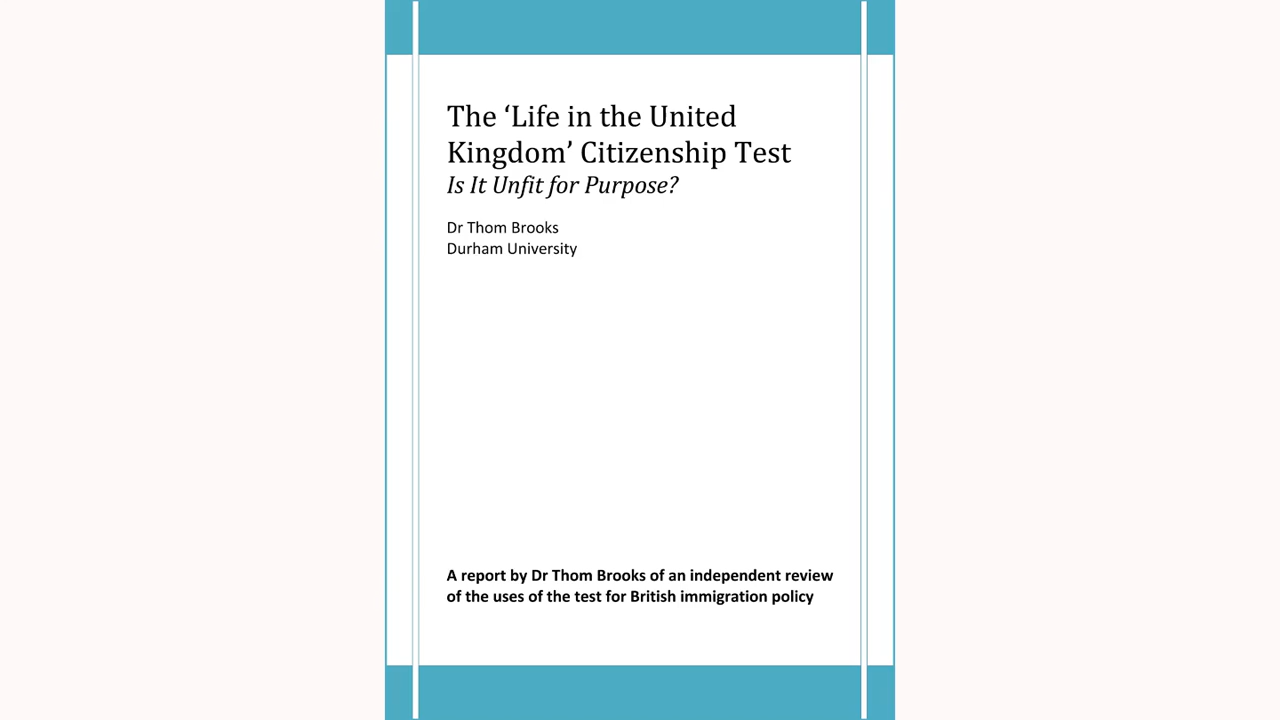 The ‘Life in the United
Kingdom’ Citizenship Test
Is It Unfit for Purpose?
Dr Thom Brooks
Durham University
A report by Dr Thom Brooks of an independent review
of the uses of the test for British immigration policy